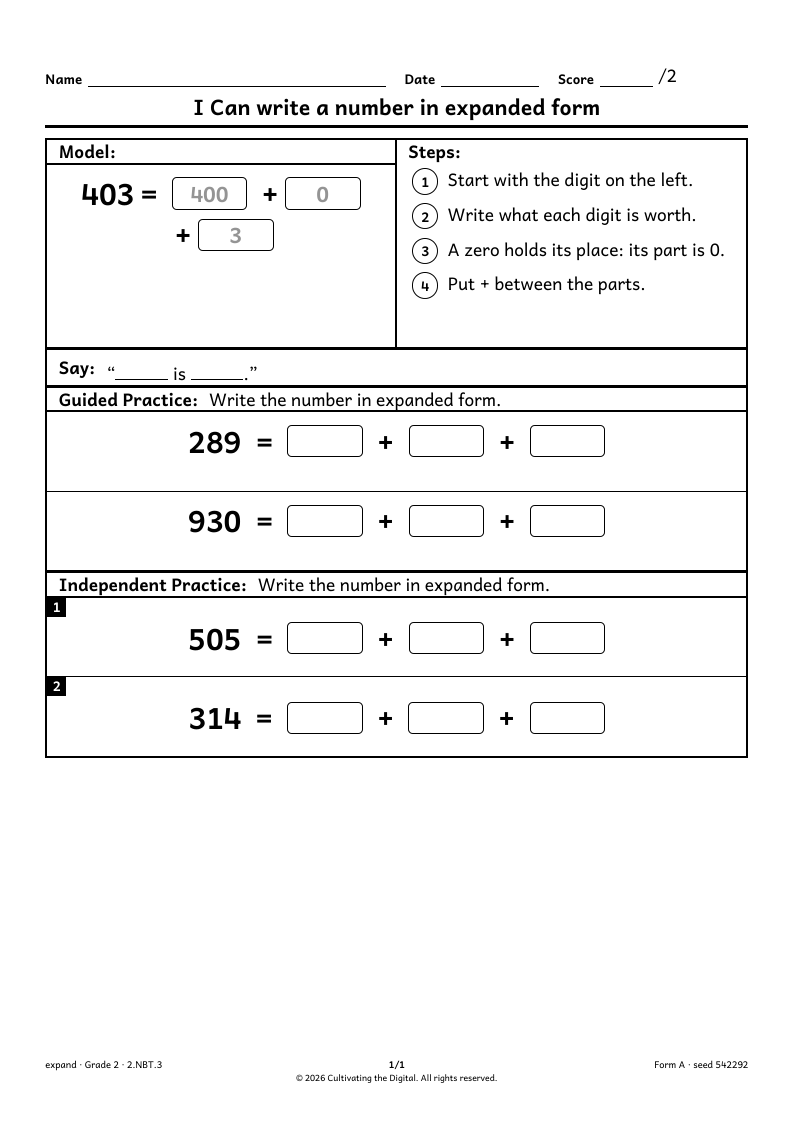 Name ______ Date ______ Score ______ /2
I Can write a number in expanded form
Model:
403 = 400 + 0
+ 3
Steps:
1 Start with the digit on the left.
2 Write what each digit is worth.
3 A zero holds its place: its part is 0.
4 Put + between the parts.
Say: “______ is ______.”
Guided Practice: Write the number in expanded form.
289 = + +
930 = + +
Independent Practice: Write the number in expanded form.
1
505 = + +
2
314 = + +
expand · Grade 2 · 2.NBT.3 1/1 Form A · seed 542292
© 2026 Cultivating the Digital. All rights reserved.